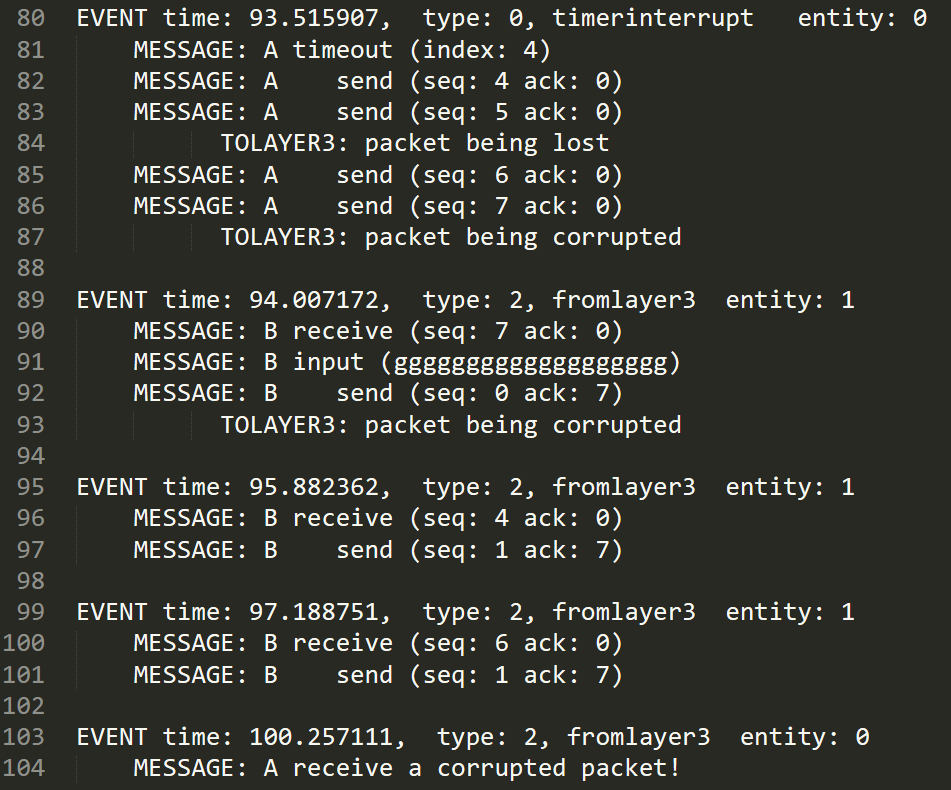 80 EVENT time: 93.515907,  type: 0, timerinterrupt   entity: 0
81 MESSAGE: A timeout (index: 4)
82 MESSAGE: A    send (seq: 4 ack: 0)
83 MESSAGE: A    send (seq: 5 ack: 0)
84 TOLAYER3: packet being lost
85 MESSAGE: A    send (seq: 6 ack: 0)
86 MESSAGE: A    send (seq: 7 ack: 0)
87 TOLAYER3: packet being corrupted
88
89 EVENT time: 94.007172,  type: 2, fromlayer3  entity: 1
90 MESSAGE: B receive (seq: 7 ack: 0)
91 MESSAGE: B input (ggggggggggggggggggg)
92 MESSAGE: B    send (seq: 0 ack: 7)
93 TOLAYER3: packet being corrupted
94
95 EVENT time: 95.882362,  type: 2, fromlayer3  entity: 1
96 MESSAGE: B receive (seq: 4 ack: 0)
97 MESSAGE: B    send (seq: 1 ack: 7)
98
99 EVENT time: 97.188751,  type: 2, fromlayer3  entity: 1
100 MESSAGE: B receive (seq: 6 ack: 0)
101 MESSAGE: B    send (seq: 1 ack: 7)
102
103 EVENT time: 100.257111,  type: 2, fromlayer3  entity: 0
104 MESSAGE: A receive a corrupted packet!